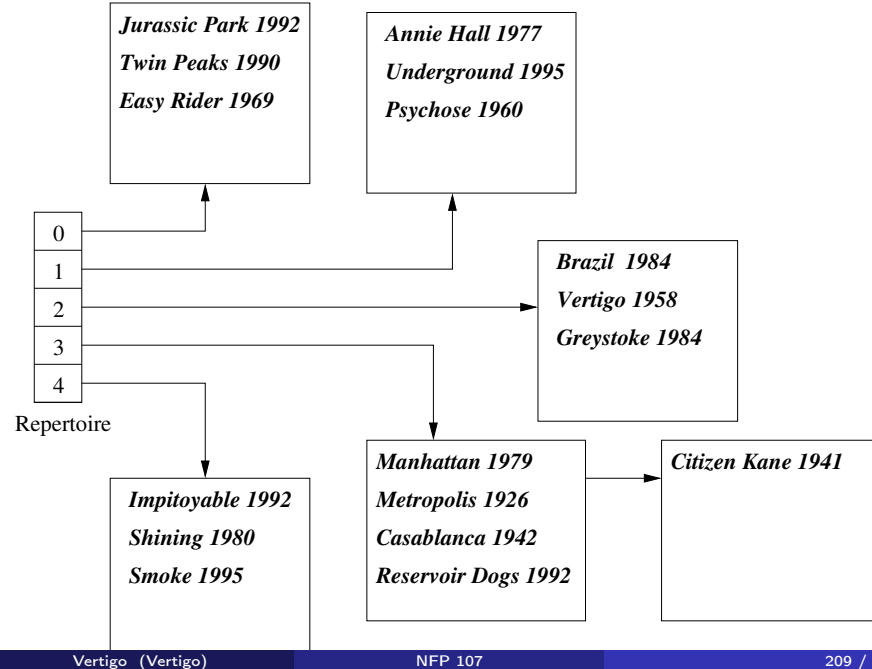 Jurassic Park 1992
Twin Peaks 1990
Easy Rider 1969
Annie Hall 1977
Underground 1995
Psychose 1960
0
1
2
3
4
Repertoire
Brazil 1984
Vertigo 1958
Greystoke 1984
Impitoyable 1992
Shining 1980
Smoke 1995
Manhattan 1979
Metropolis 1926
Casablanca 1942
Reservoir Dogs 1992
Citizen Kane 1941
Vertigo (Vertigo) NFP 107 209 /